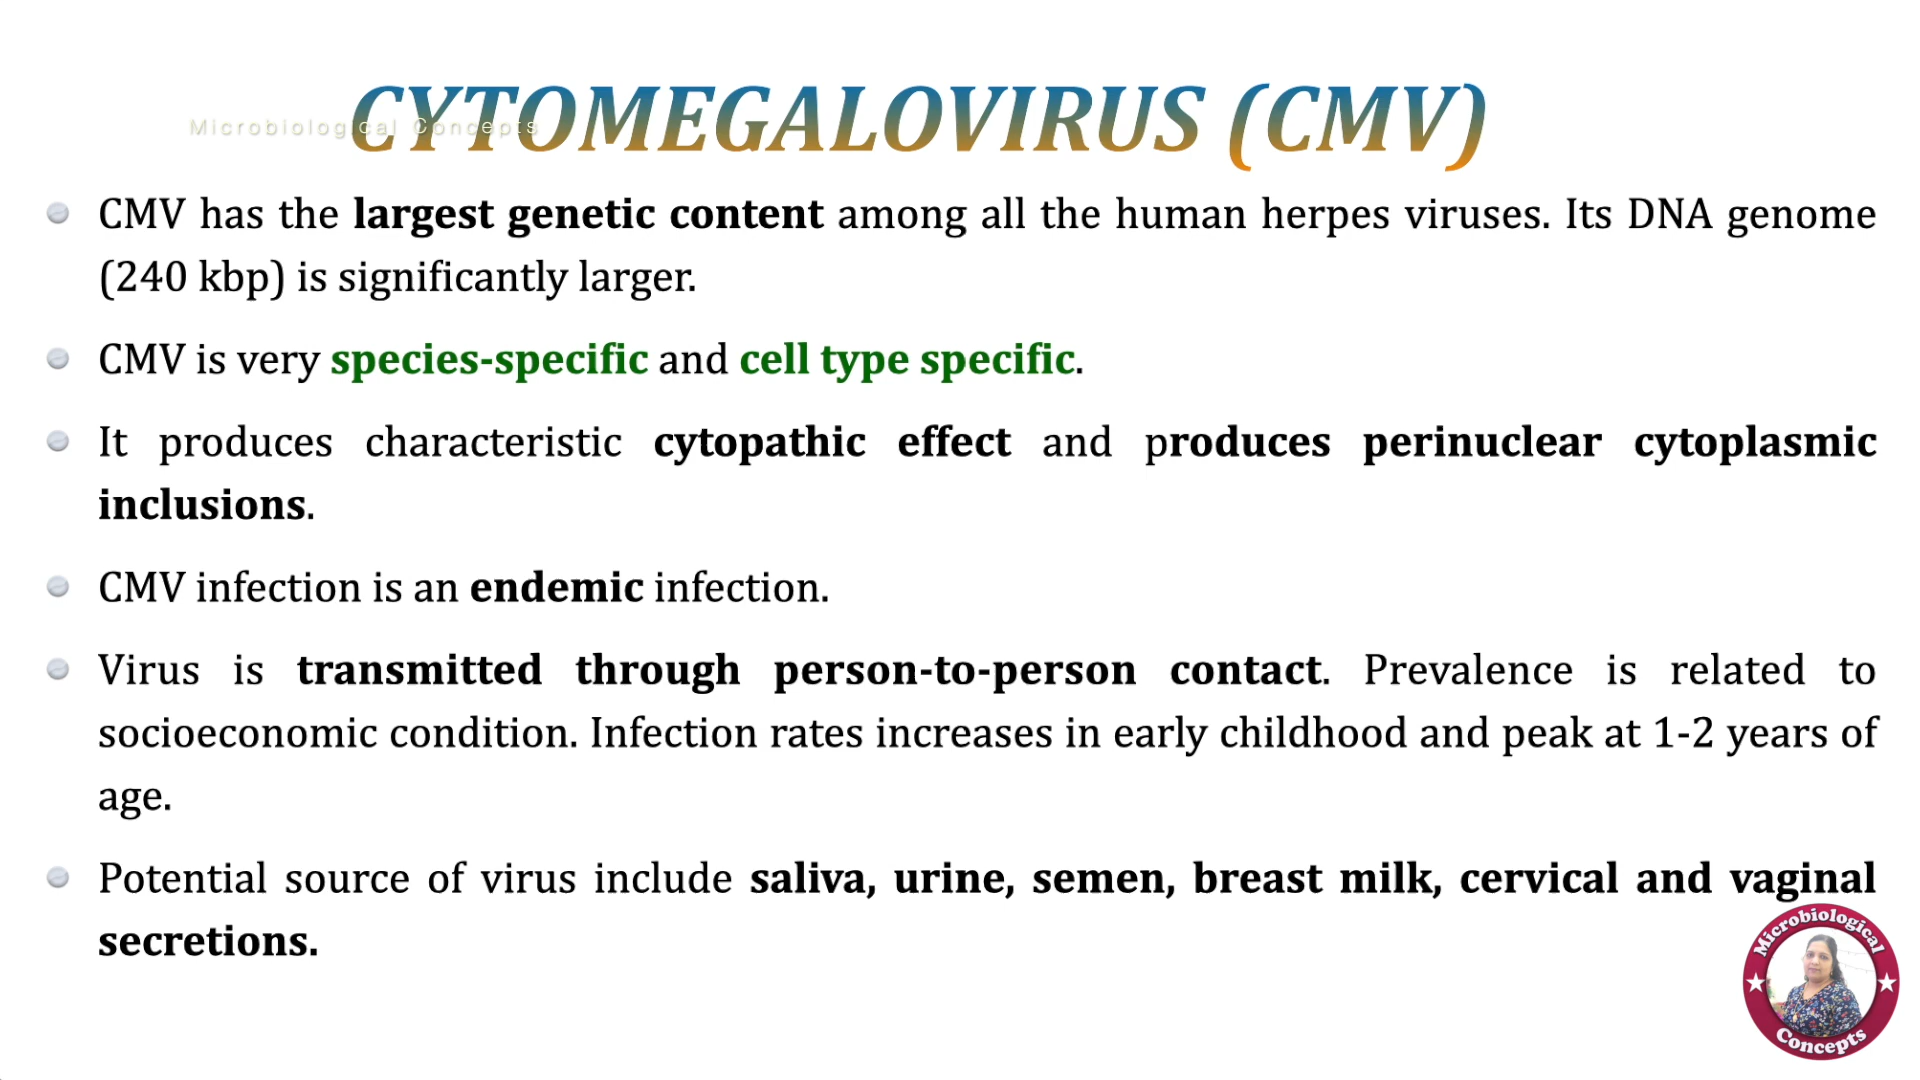 CYTOMEGALOVIRUS (CMV)
Microbiological Concepts
CMV has the largest genetic content among all the human herpes viruses. Its DNA genome
(240 kbp) is significantly larger.
CMV is very species-specific and cell type specific.
It produces characteristic cytopathic effect and produces perinuclear cytoplasmic
inclusions.
CMV infection is an endemic infection.
Virus is transmitted through person-to-person contact. Prevalence is related to
socioeconomic condition. Infection rates increases in early childhood and peak at 1-2 years of
age.
Potential source of virus include saliva, urine, semen, breast milk, cervical and vaginal
secretions.
Microbiological
Concepts